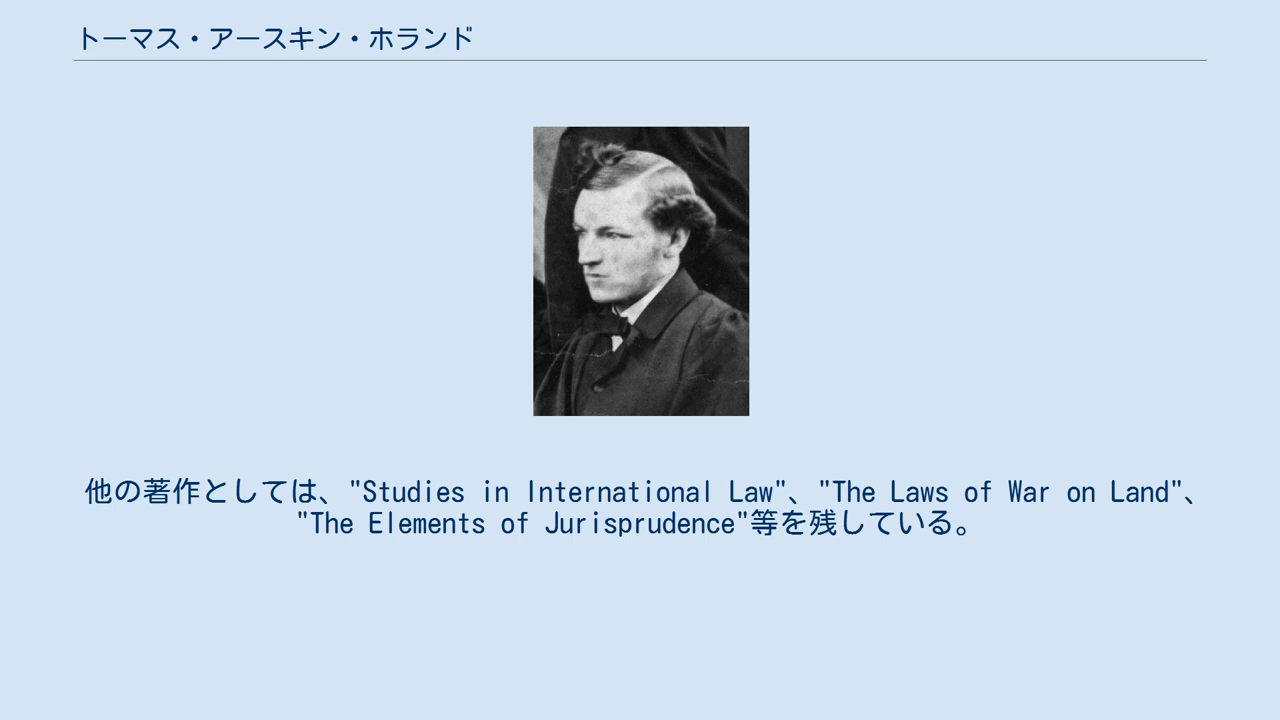 トーマス・アースキン・ホランド
他の著作としては、"Studies in International Law"、"The Laws of War on Land"、
"The Elements of Jurisprudence"等を残している。